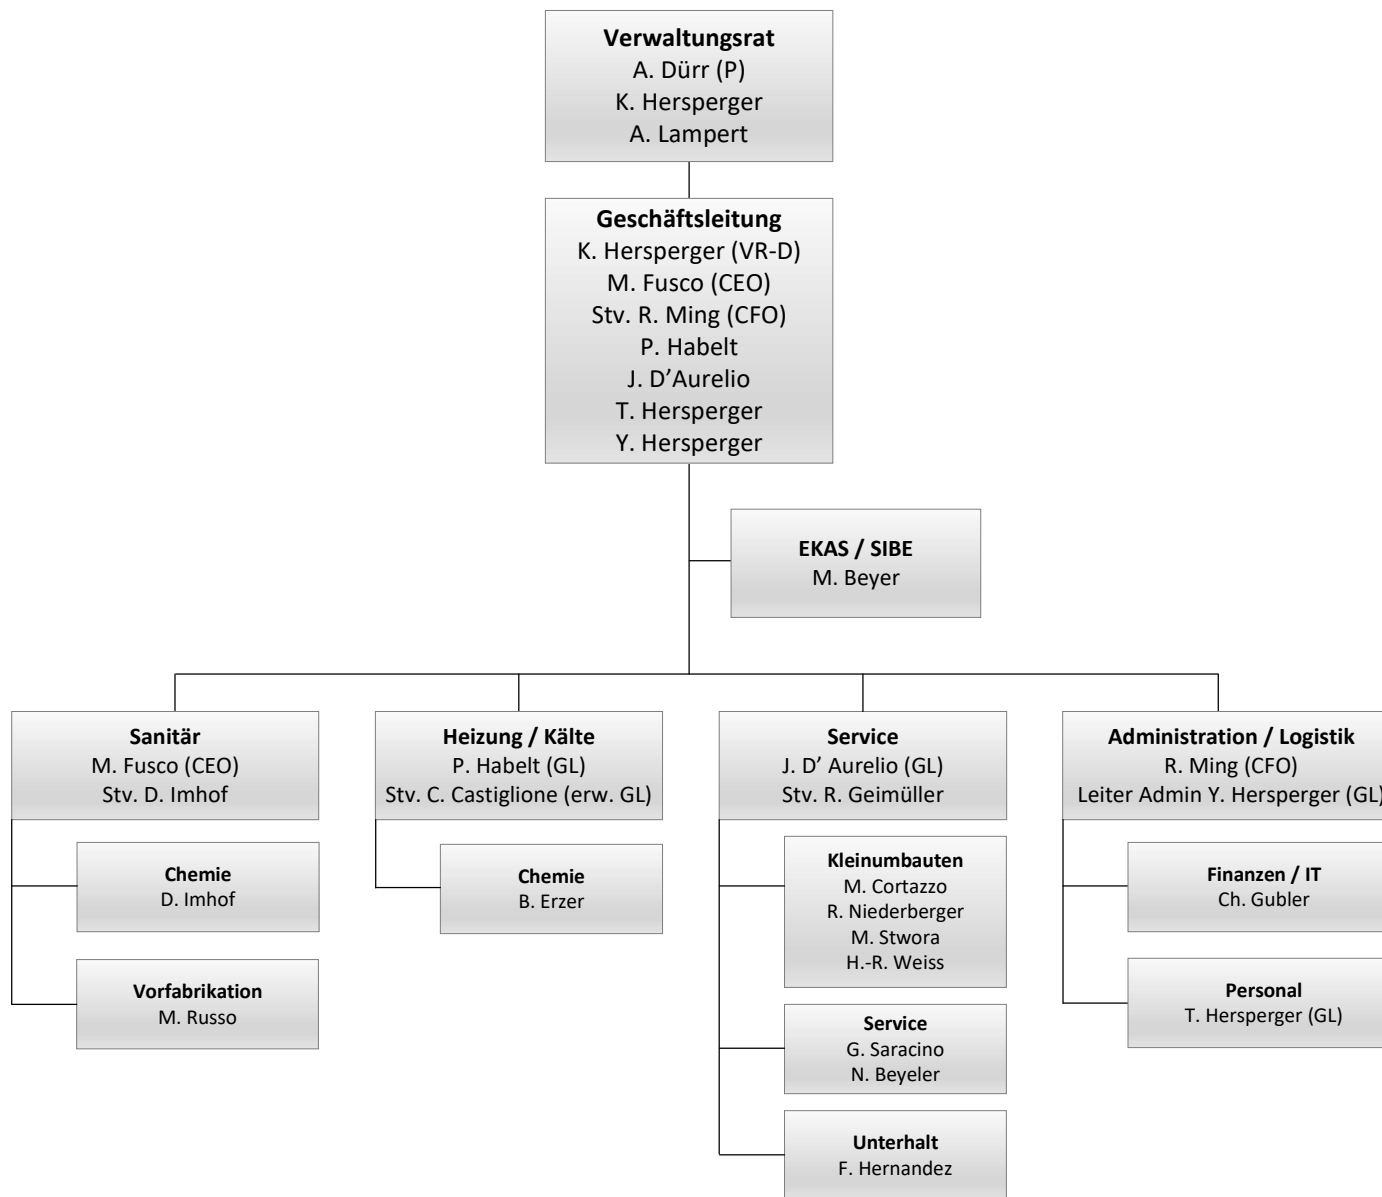 Verwaltungsrat
A. Dürr (P)
K. Hersperger
A. Lampert
Geschäftsleitung
K. Hersperger (VR-D)
M. Fusco (CEO)
Stv. R. Ming (CFO)
P. Habelt
J. D’Aurelio
T. Hersperger
Y. Hersperger
EKAS / SIBE
M. Beyer
Sanitär
M. Fusco (CEO)
Stv. D. Imhof
Chemie
D. Imhof
Vorfabrikation
M. Russo
Heizung / Kälte
P. Habelt (GL)
Stv. C. Castiglione (erw. GL)
Chemie
B. Erzer
Service
J. D’ Aurelio (GL)
Stv. R. Geimüller
Kleinumbauten
M. Cortazzo
R. Niederberger
M. Stwora
H.-R. Weiss
Service
G. Saracino
N. Beyeler
Unterhalt
F. Hernandez
Administration / Logistik
R. Ming (CFO)
Leiter Admin Y. Hersperger (GL)
Finanzen / IT
Ch. Gubler
Personal
T. Hersperger (GL)